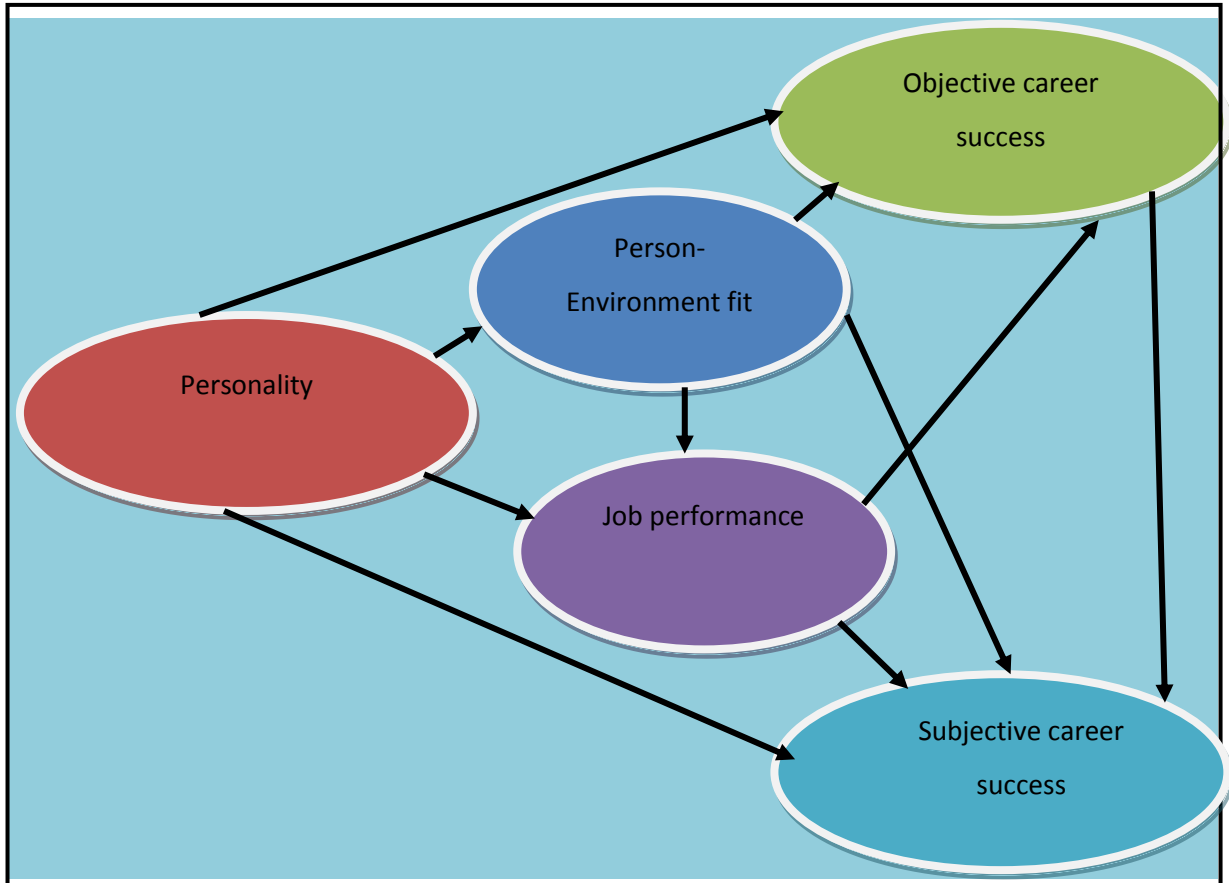 Objective career
success
Person-
Environment fit
Personality
Job performance
Subjective career
success